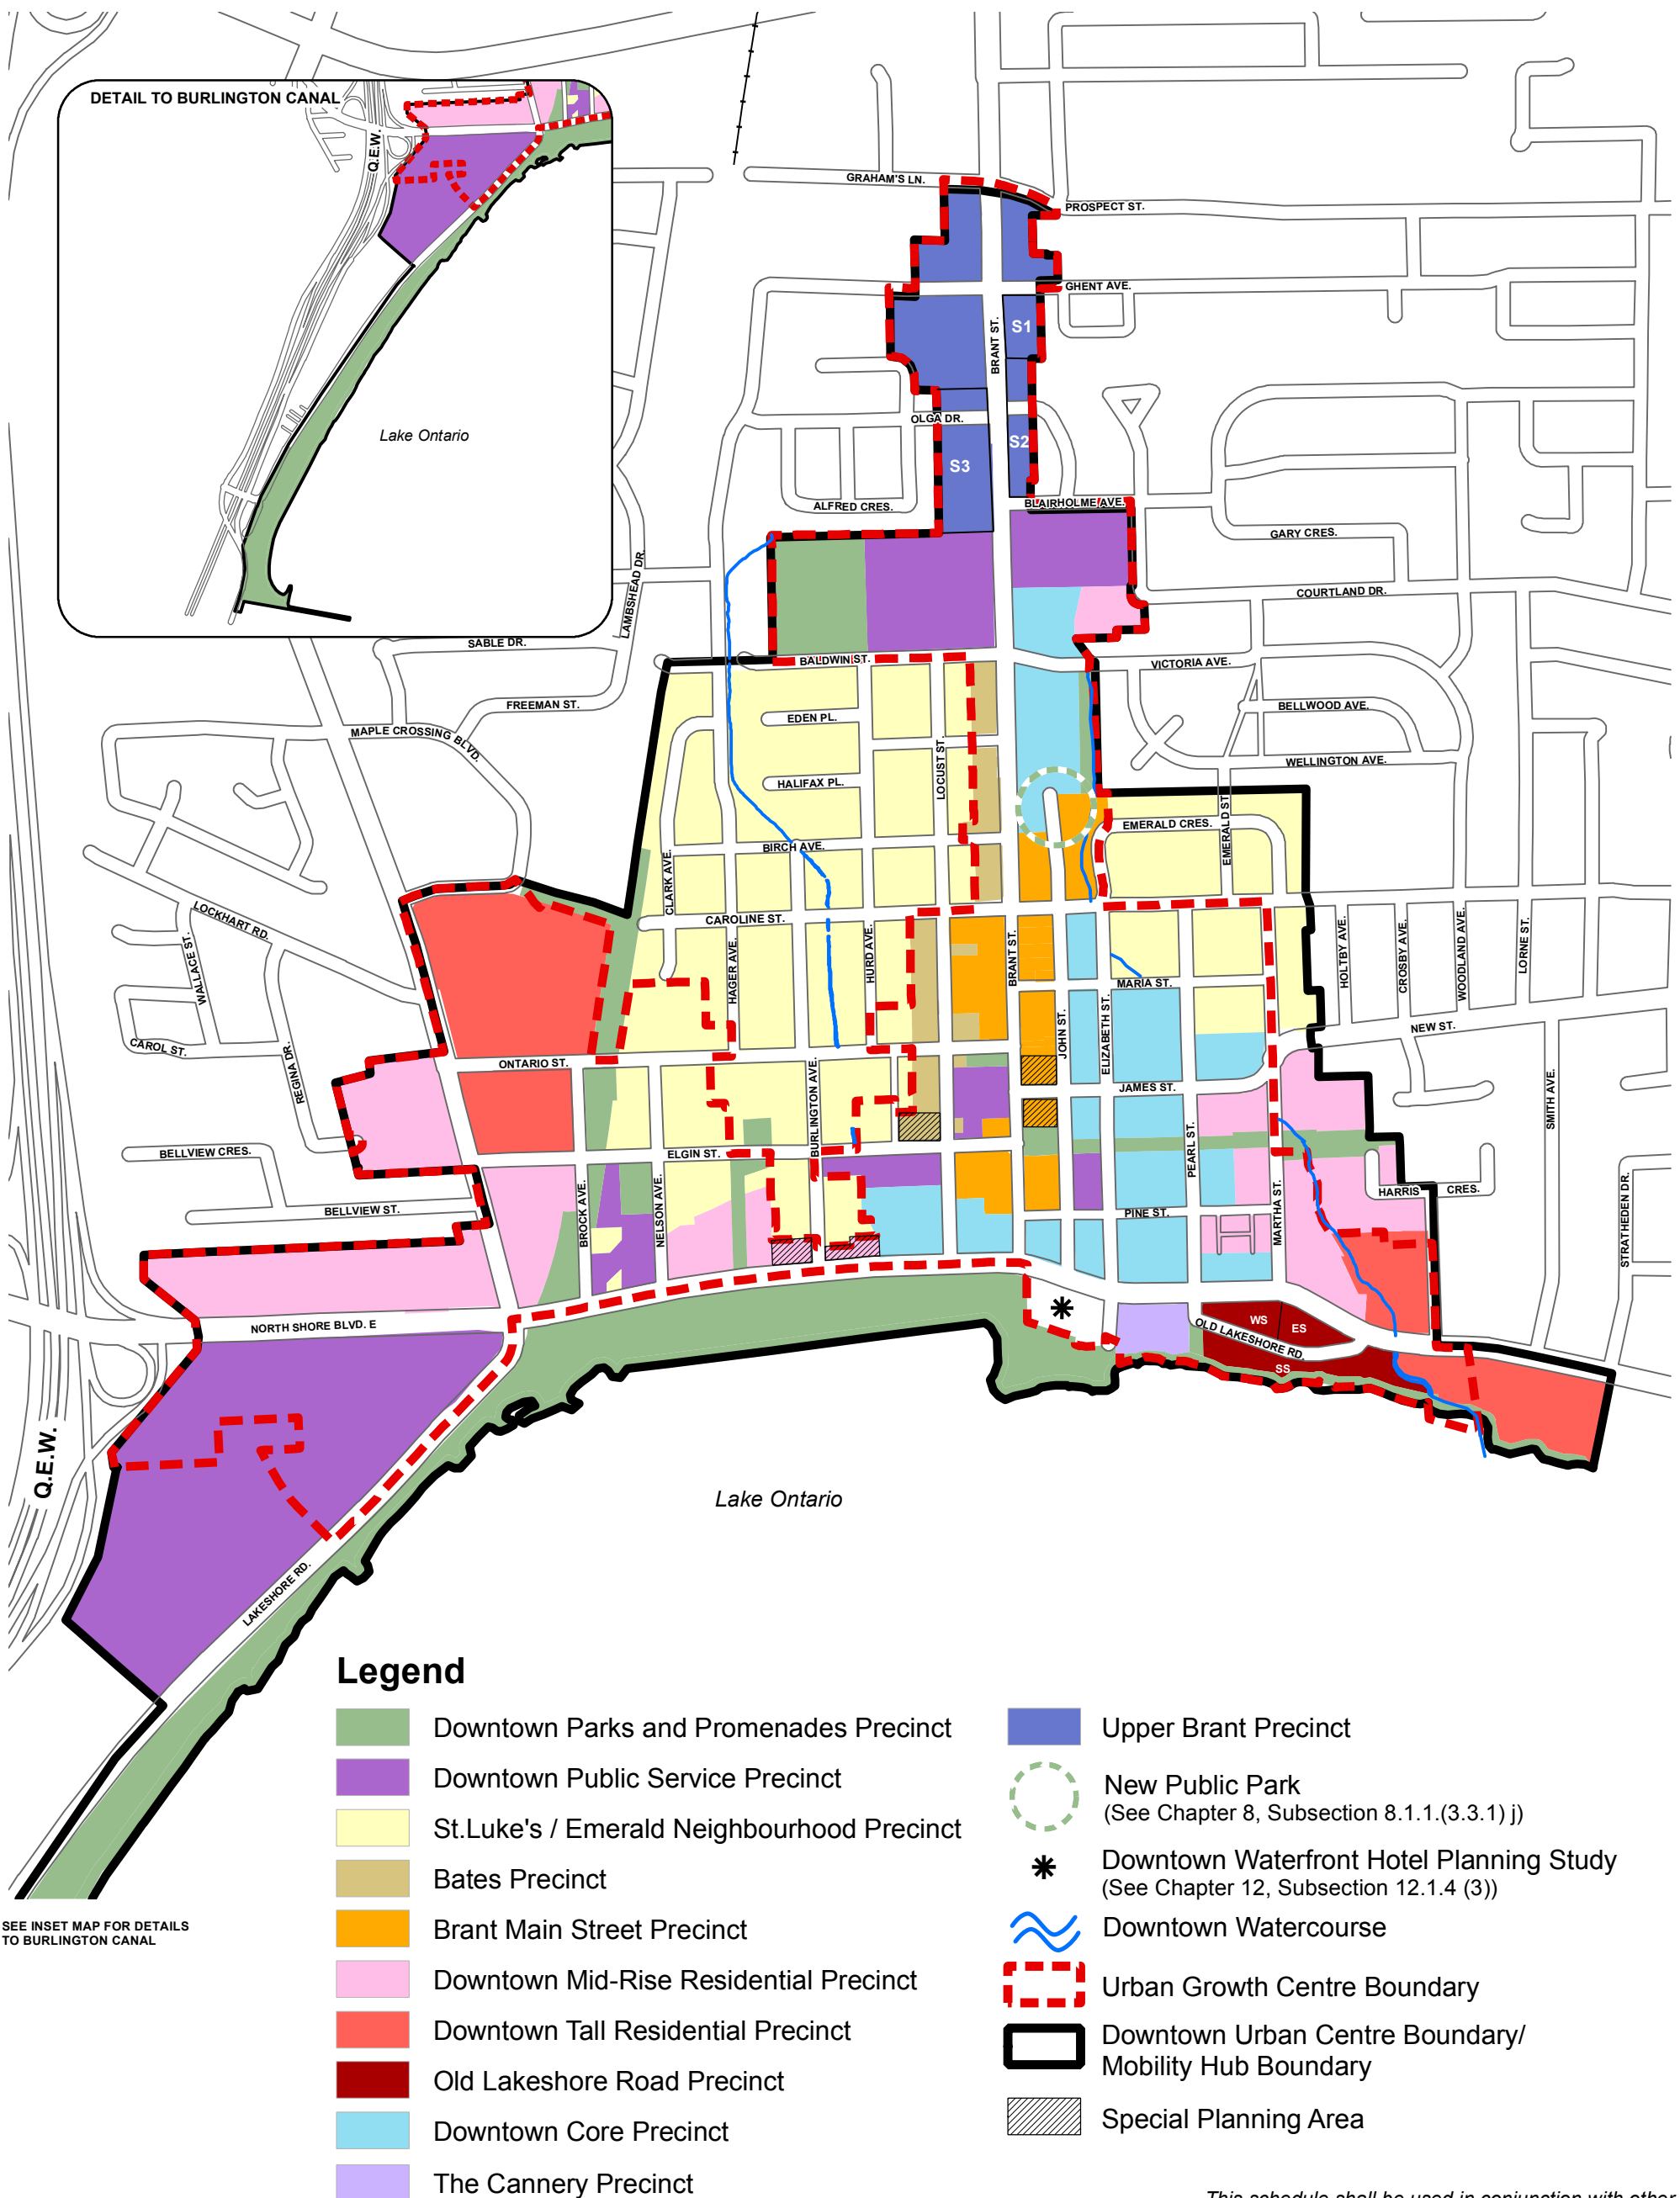 DETAIL TO BURLINGTON CANAL
Q.E.W.
Lake Ontario
GRAHAM'S LN.
PROSPECT ST.
GHENT AVE.
S1
BRANT ST.
OLGA DR.
S2
S3
ALFRED CRES.
BLAIRHOLME AVE.
GARY CRES.
COURTLAND DR.
LAMBSHEAD DR.
SABLE DR.
BALDWIN ST.
VICTORIA AVE.
FREEMAN ST.
EDEN PL.
BELLWOOD AVE.
MAPLE CROSSING BLVD.
LOCUST ST.
WELLINGTON AVE.
HALIFAX PL.
EMERALD CRES.
EMERALD ST.
BIRCH AVE.
CLARK AVE.
LOCKHART RD.
CAROLINE ST.
WALLACE ST.
HAGER AVE.
HURD AVE.
BRANT ST.
HOLTBY AVE.
CROSBY AVE.
WOODLAND AVE.
LORNE ST.
MARIA ST.
JOHN ST.
ELIZABETH ST.
NEW ST.
CAROL ST.
REGINA DR.
ONTARIO ST.
BURLINGTON AVE.
JAMES ST.
SMITH AVE.
BELLVIEW CRES.
ELGIN ST.
PEARL ST.
HARRIS CRES.
BELLVIEW ST.
BROCK AVE.
NELSON AVE.
PINE ST.
MARTHA ST.
STRATHEDEN DR.
NORTH SHORE BLVD. E
WS
ES
OLD LAKESHORE RD.
SS
Q.E.W.
Lake Ontario
LAKESHORE RD.
SEE INSET MAP FOR DETAILS
TO BURLINGTON CANAL
Legend
Downtown Parks and Promenades Precinct
Downtown Public Service Precinct
St.Luke's / Emerald Neighbourhood Precinct
Bates Precinct
Brant Main Street Precinct
Downtown Mid-Rise Residential Precinct
Downtown Tall Residential Precinct
Old Lakeshore Road Precinct
Downtown Core Precinct
The Cannery Precinct
Upper Brant Precinct
New Public Park
(See Chapter 8, Subsection 8.1.1.(3.3.1) j)
Downtown Waterfront Hotel Planning Study
(See Chapter 12, Subsection 12.1.4 (3))
Downtown Watercourse
Urban Growth Centre Boundary
Downtown Urban Centre Boundary/
Mobility Hub Boundary
Special Planning Area
This schedule shall be used in conjunction with other